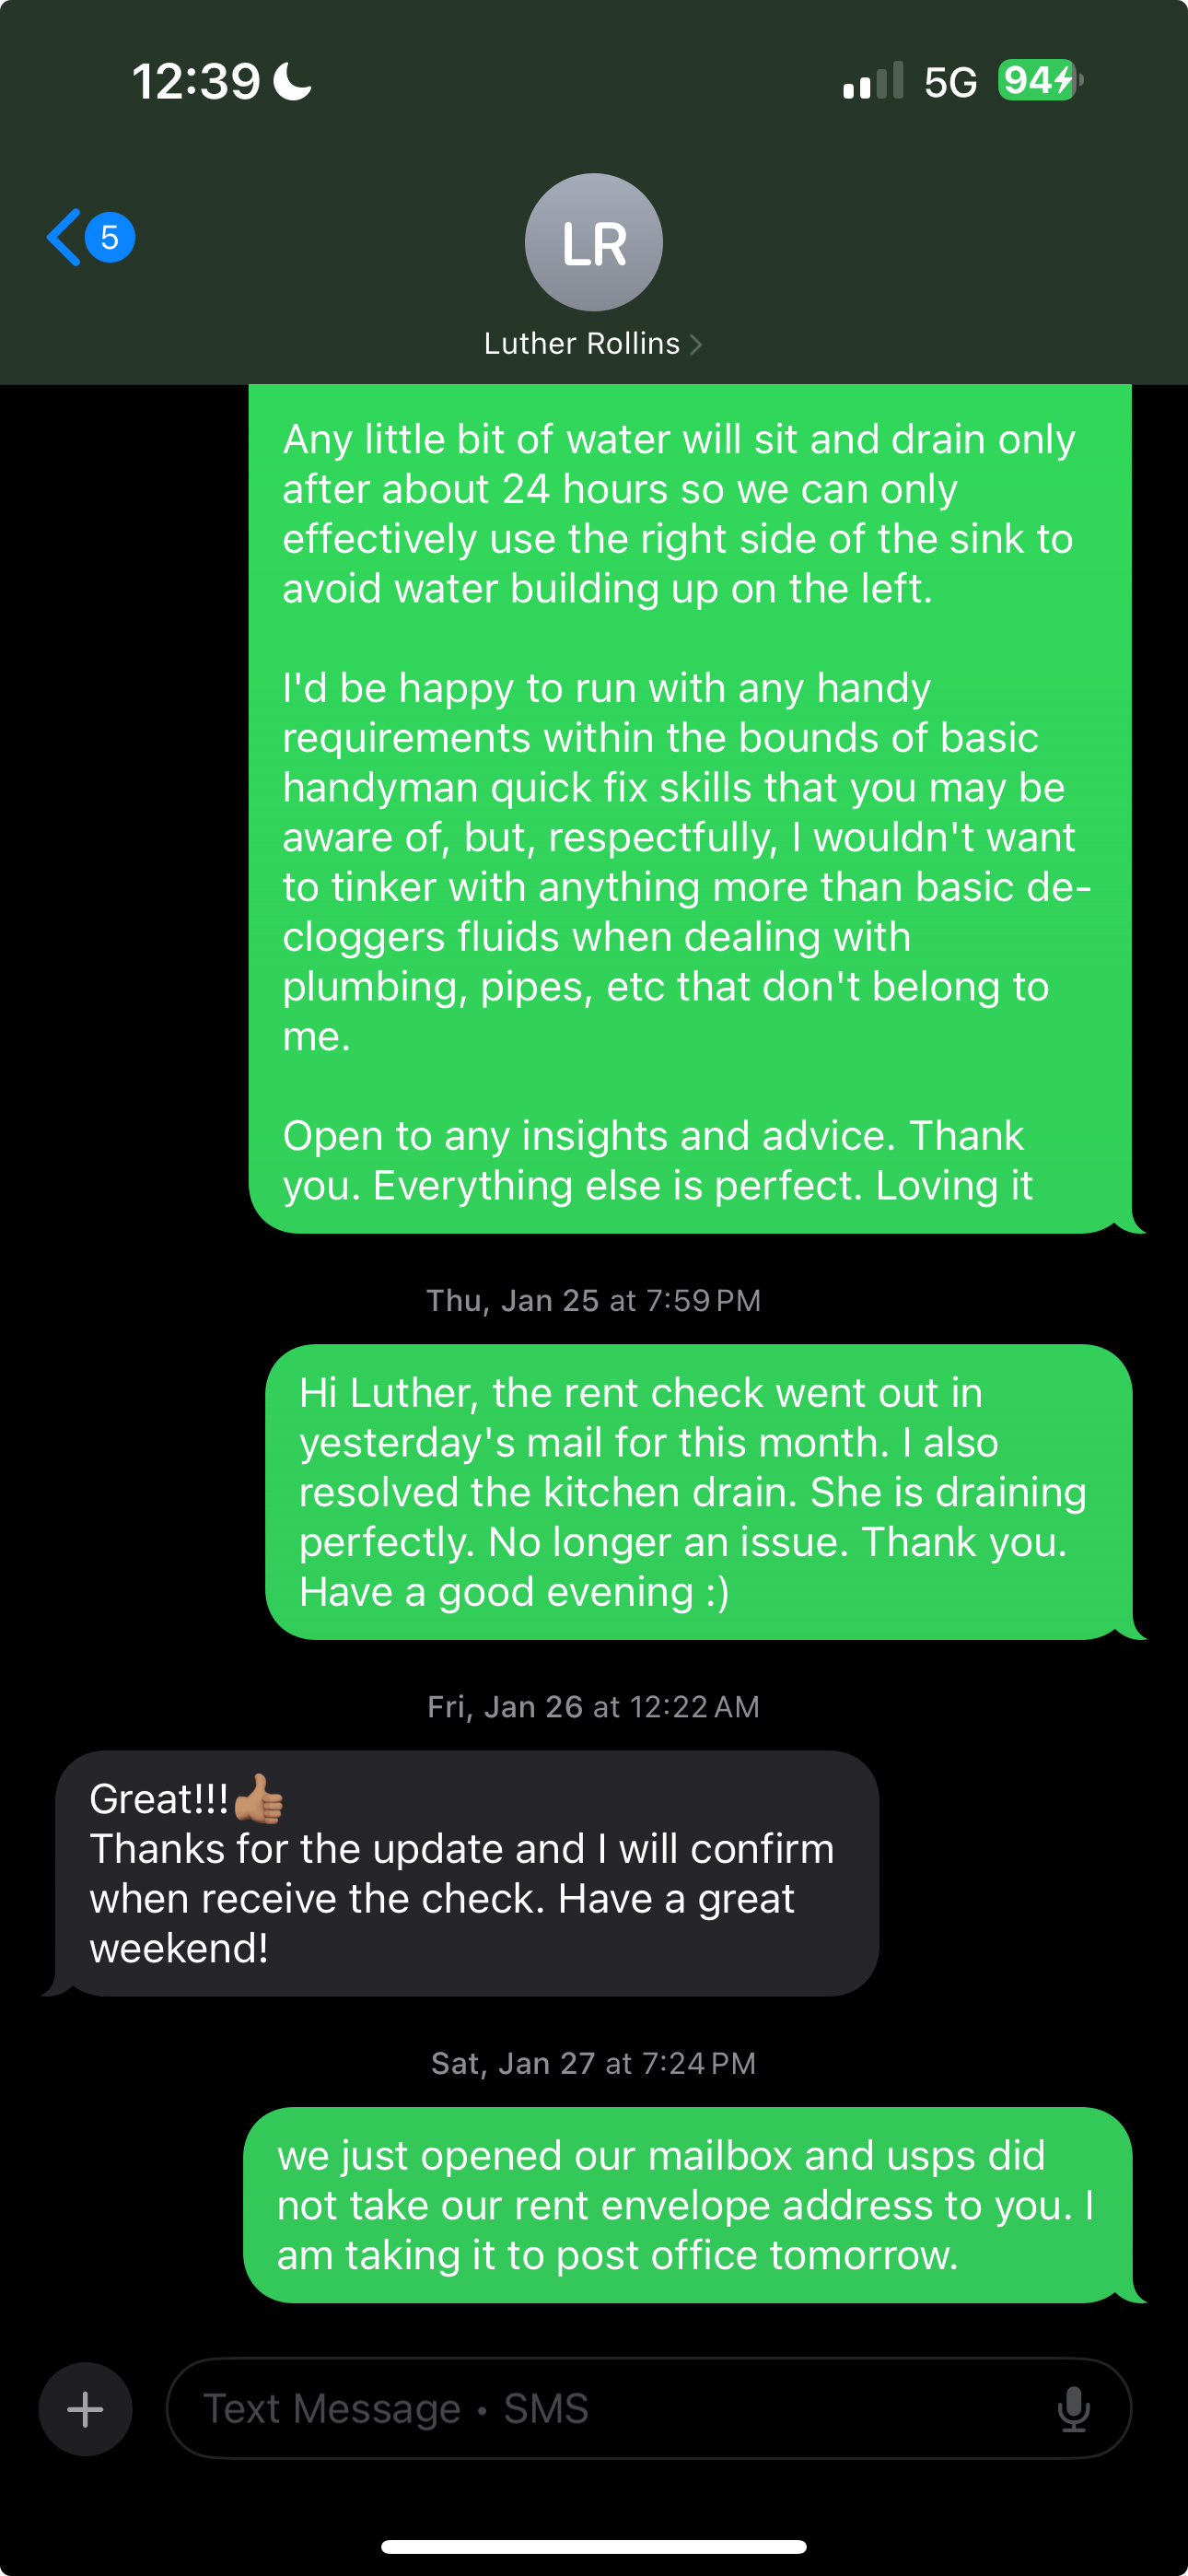 12:39
5G
94
5
LR
Luther Rollins
Any little bit of water will sit and drain only
after about 24 hours so we can only
effectively use the right side of the sink to
avoid water building up on the left.
I'd be happy to run with any handy
requirements within the bounds of basic
handyman quick fix skills that you may be
aware of, but, respectfully, I wouldn't want
to tinker with anything more than basic de-
cloggers fluids when dealing with
plumbing, pipes, etc that don't belong to
me.
Open to any insights and advice. Thank
you. Everything else is perfect. Loving it
Thu, Jan 25 at 7:59 PM
Hi Luther, the rent check went out in
yesterday's mail for this month. I also
resolved the kitchen drain. She is draining
perfectly. No longer an issue. Thank you.
Have a good evening :)
Fri, Jan 26 at 12:22 AM
Great!!!👍🏽
Thanks for the update and I will confirm
when receive the check. Have a great
weekend!
Sat, Jan 27 at 7:24 PM
we just opened our mailbox and usps did
not take our rent envelope address to you. I
am taking it to post office tomorrow.
Text Message • SMS